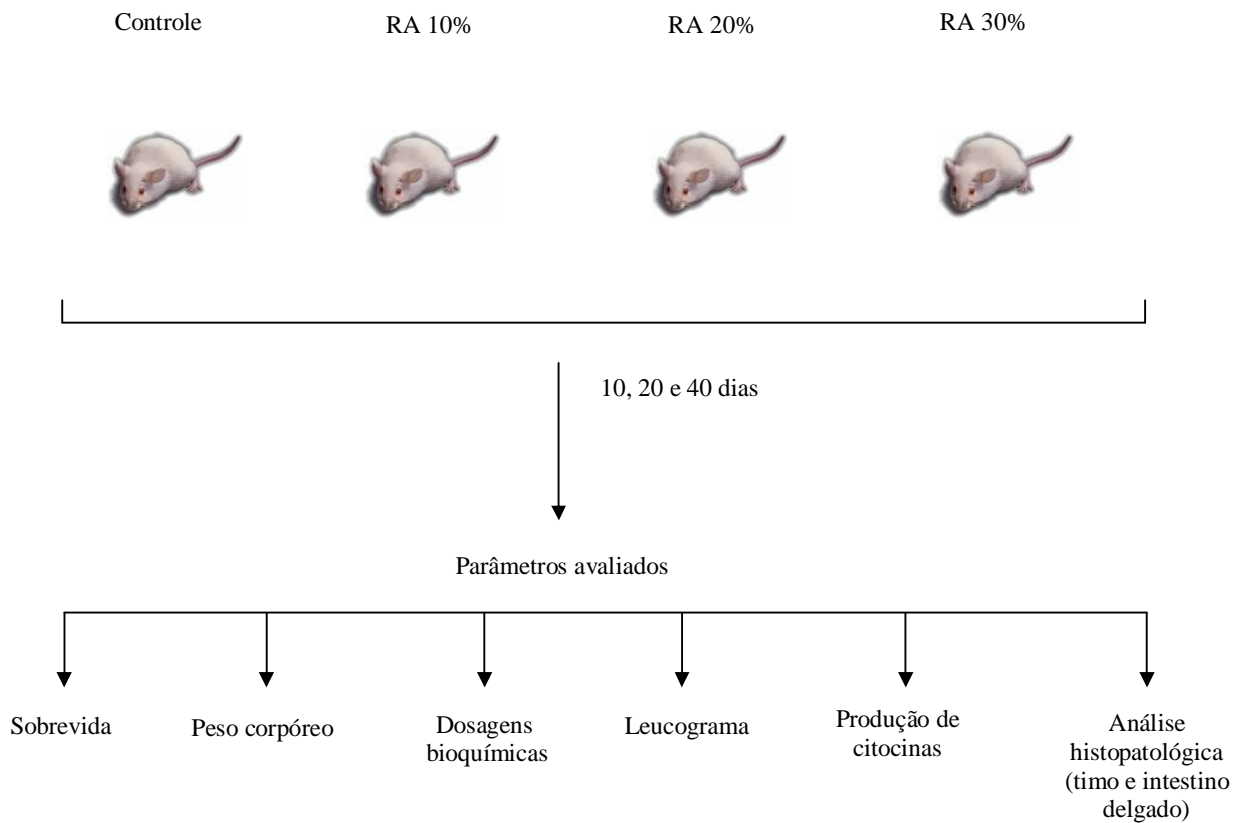 Controle
RA 10%
RA 20%
RA 30%
10, 20 e 40 dias
Parâmetros avaliados
Sobrevida
Peso corpóreo
Dosagens
bioquímicas
Leucograma
Produção de
citocinas
Análise
histopatológica
(timo e intestino
delgado)